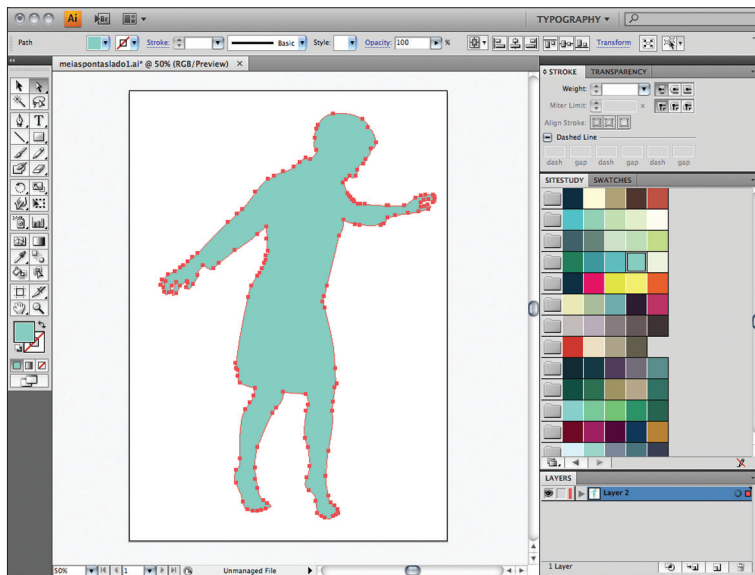 Ai Br TYPOGRAPHY
Path Stroke: Basic Style: Opacity: 100 % Transform
meiaspontaslado1.ai* @ 50% (RGB/Preview) ×
STROKE TRANSPARENCY
Weight:
Miter Limit: ×
Align Stroke:
Dashed Line
dash gap dash gap dash gap
SITESTUDY SWATCHES
T
LAYERS
Layer 2
1 Layer
50% 1 Unmanaged File